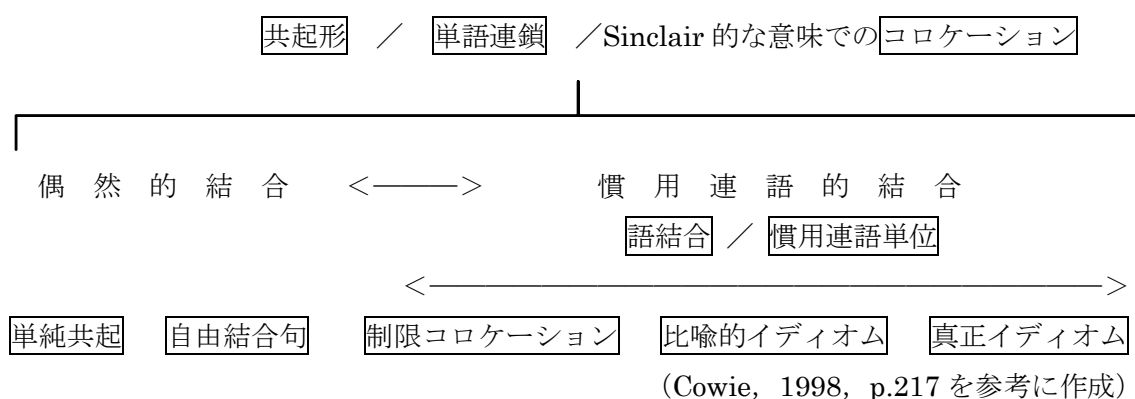 共起形 ／ 単語連鎖 ／Sinclair 的な意味でのコロケーション
偶 然 的 結 合 ＜―――＞ 慣 用 連 語 的 結 合
語結合 ／ 慣用連語単位
＜――――――――――――――――――――――――＞
単純共起 自由結合句 制限コロケーション 比喩的イディオム 真正イディオム
（Cowie，1998，p.217 を参考に作成）